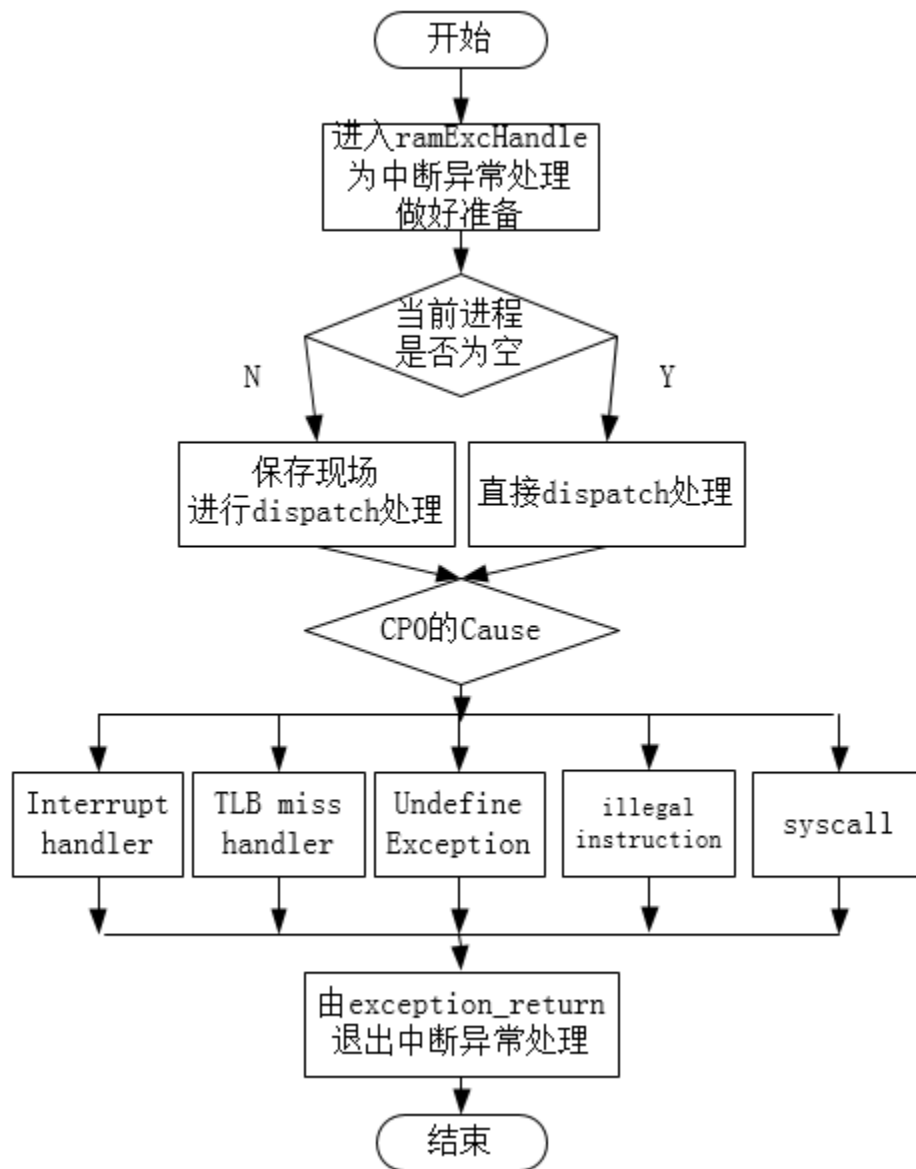 开始
进入ramExcHandle
为中断异常处理
做好准备
当前进程
是否为空
N
Y
保存现场
进行dispatch处理
直接dispatch处理
CP0的Cause
Interrupt
handler
TLB miss
handler
Undefine
Exception
illegal
instruction
syscall
由exception_return
退出中断异常处理
结束